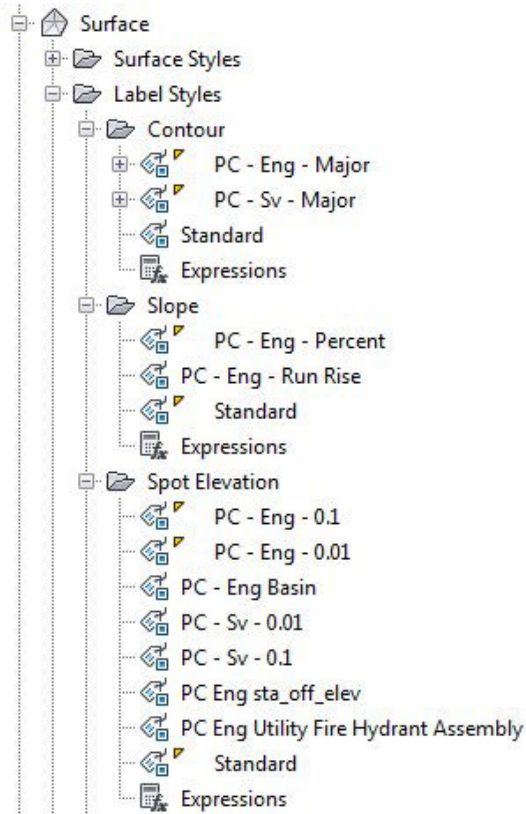 Surface
Surface Styles
Label Styles
Contour
PC - Eng - Major
PC - Sv - Major
Standard
Expressions
Slope
PC - Eng - Percent
PC - Eng - Run Rise
Standard
Expressions
Spot Elevation
PC - Eng - 0.1
PC - Eng - 0.01
PC - Eng Basin
PC - Sv - 0.01
PC - Sv - 0.1
PC Eng sta_off_elev
PC Eng Utility Fire Hydrant Assembly
Standard
Expressions